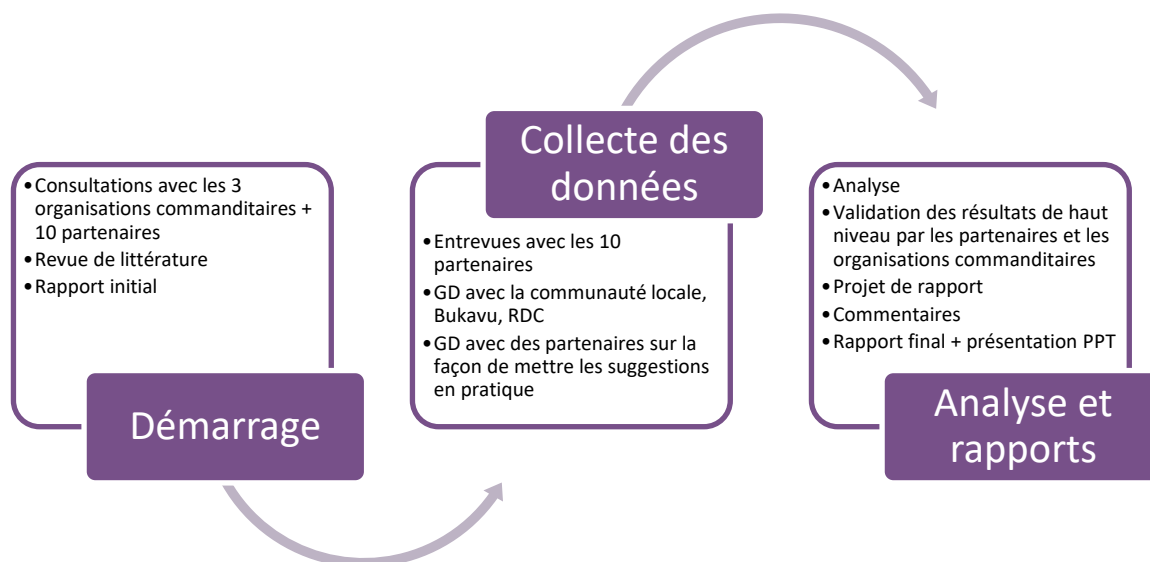 •Consultations avec les 3
organisations commanditaires +
10 partenaires
•Revue de littérature
•Rapport initial
Démarrage
Collecte des
données
•Entrevues avec les 10
partenaires
•GD avec la communauté locale,
Bukavu, RDC
•GD avec des partenaires sur la
façon de mettre les suggestions
en pratique
•Analyse
•Validation des résultats de haut
niveau par les partenaires et les
organisations commanditaires
•Projet de rapport
•Commentaires
•Rapport final + présentation PPT
Analyse et
rapports